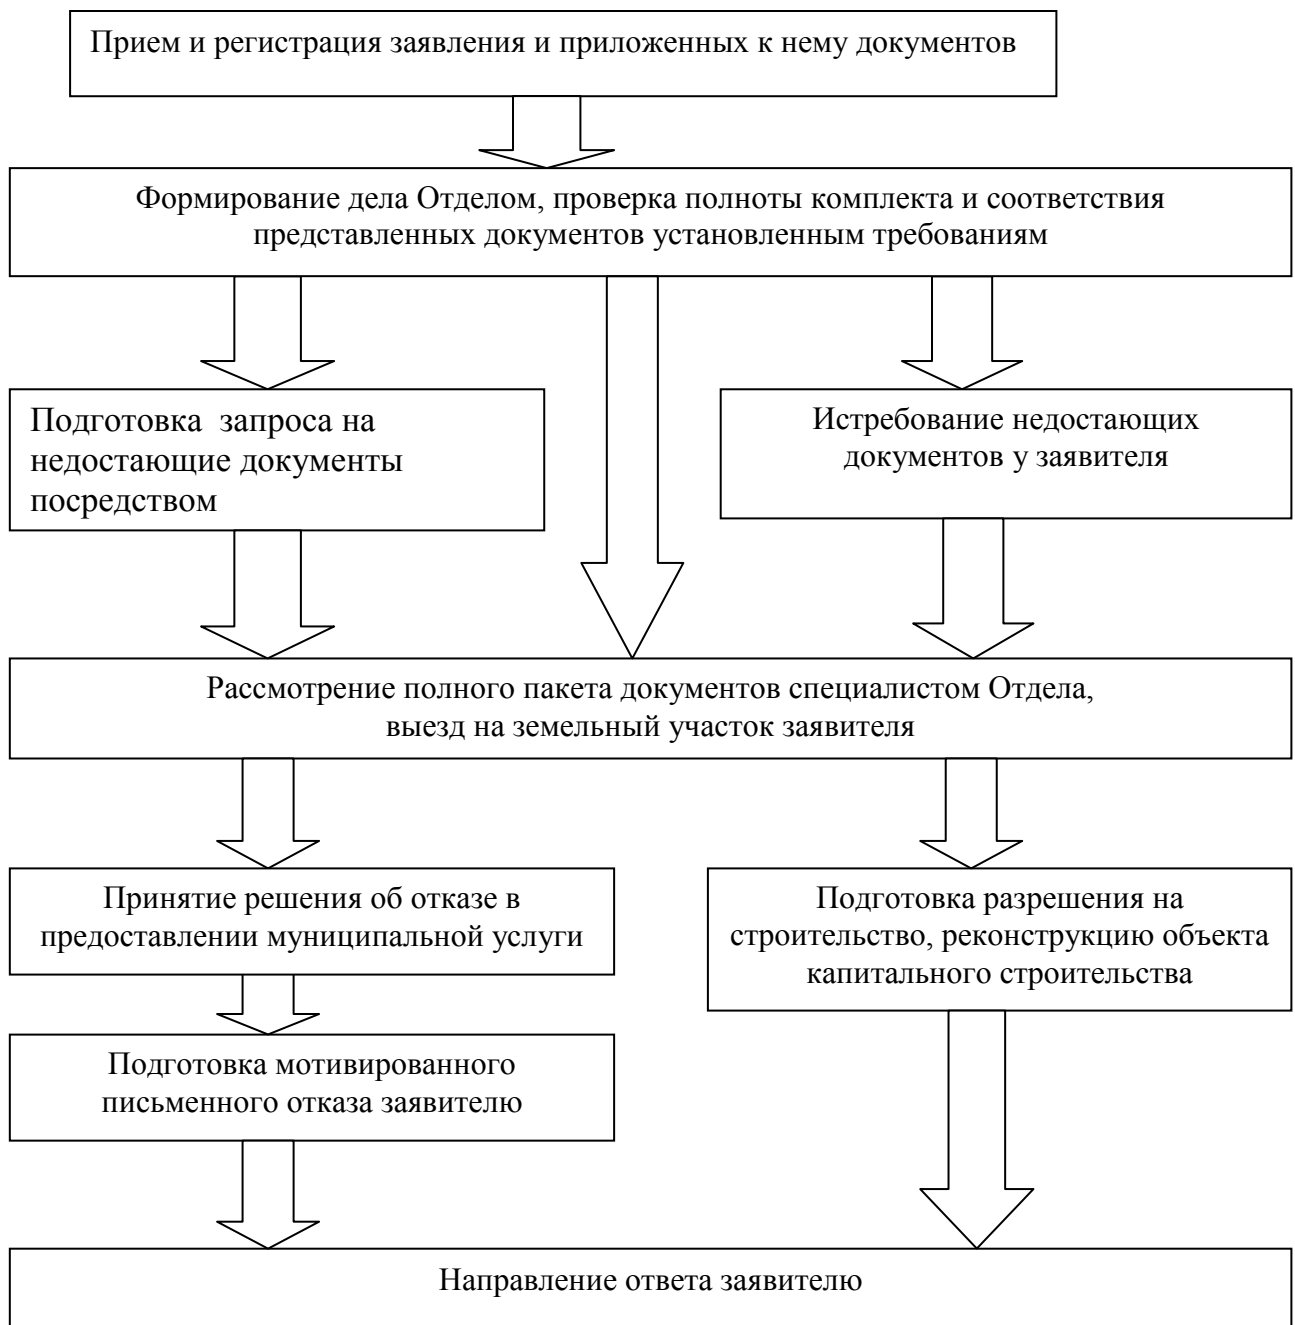 Прием и регистрация заявления и приложенных к нему документов
Формирование дела Отделом, проверка полноты комплекта и соответствия
представленных документов установленным требованиям
Подготовка запроса на
недостающие документы
посредством
Истребование недостающих
документов у заявителя
Рассмотрение полного пакета документов специалистом Отдела,
выезд на земельный участок заявителя
Принятие решения об отказе в
предоставлении муниципальной услуги
Подготовка разрешения на
строительство, реконструкцию объекта
капитального строительства
Подготовка мотивированного
письменного отказа заявителю
Направление ответа заявителю